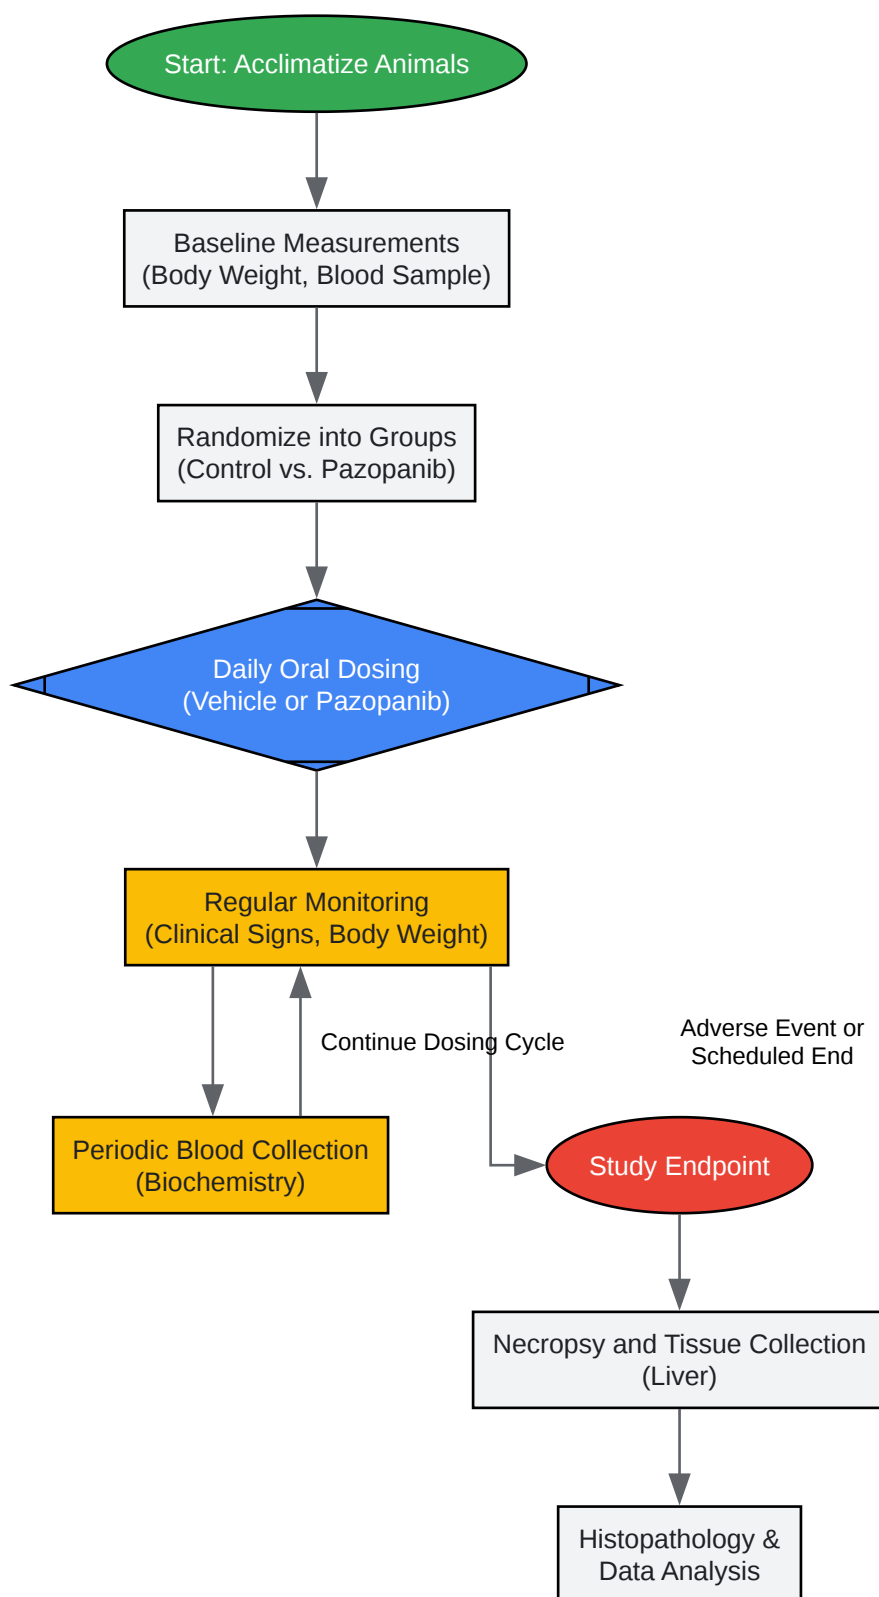 Start: Acclimatize Animals
Baseline Measurements
(Body Weight, Blood Sample)
Randomize into Groups
(Control vs. Pazopanib)
Daily Oral Dosing
(Vehicle or Pazopanib)
Regular Monitoring
(Clinical Signs, Body Weight)
Continue Dosing Cycle
Adverse Event or
Scheduled End
Periodic Blood Collection
(Biochemistry)
Study Endpoint
Necropsy and Tissue Collection
(Liver)
Histopathology &
Data Analysis